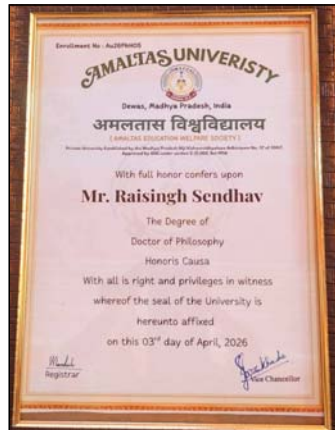 Enrollment No - Au26PhHO5
AMALTAS UNIVERISTY
Dewas, Madhya Pradesh, India
अमलतास विश्वविद्यालय
( AMALTAS EDUCATION WELFARE SOCIETY )
With full honor confers upon
Mr. Raisingh Sendhav
The Degree of
Doctor of Philosophy
Honoris Causa
With all is right and privileges in witness
whereof the seal of the University is
hereunto affixed
on this 03rd day of April, 2026
Registrar
Vice Chancellor